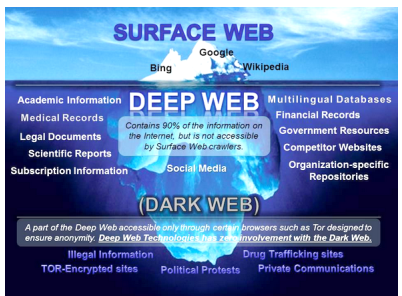 SURFACE WEB
Google
Bing
Wikipedia
DEEP WEB
Academic Information
Medical Records
Legal Documents
Scientific Reports
Subscription Information
Contains 90% of the information on
the Internet, but is not accessible
by Surface Web crawlers.
Social Media
Multilingual Databases
Financial Records
Government Resources
Competitor Websites
Organization-specific
Repositories
(DARK WEB)
A part of the Deep Web accessible only through certain browsers such as Tor designed to
ensure anonymity. Deep Web Technologies has zero involvement with the Dark Web.
Illegal Information
Drug Trafficking sites
TOR-Encrypted sites
Political Protests
Private Communications